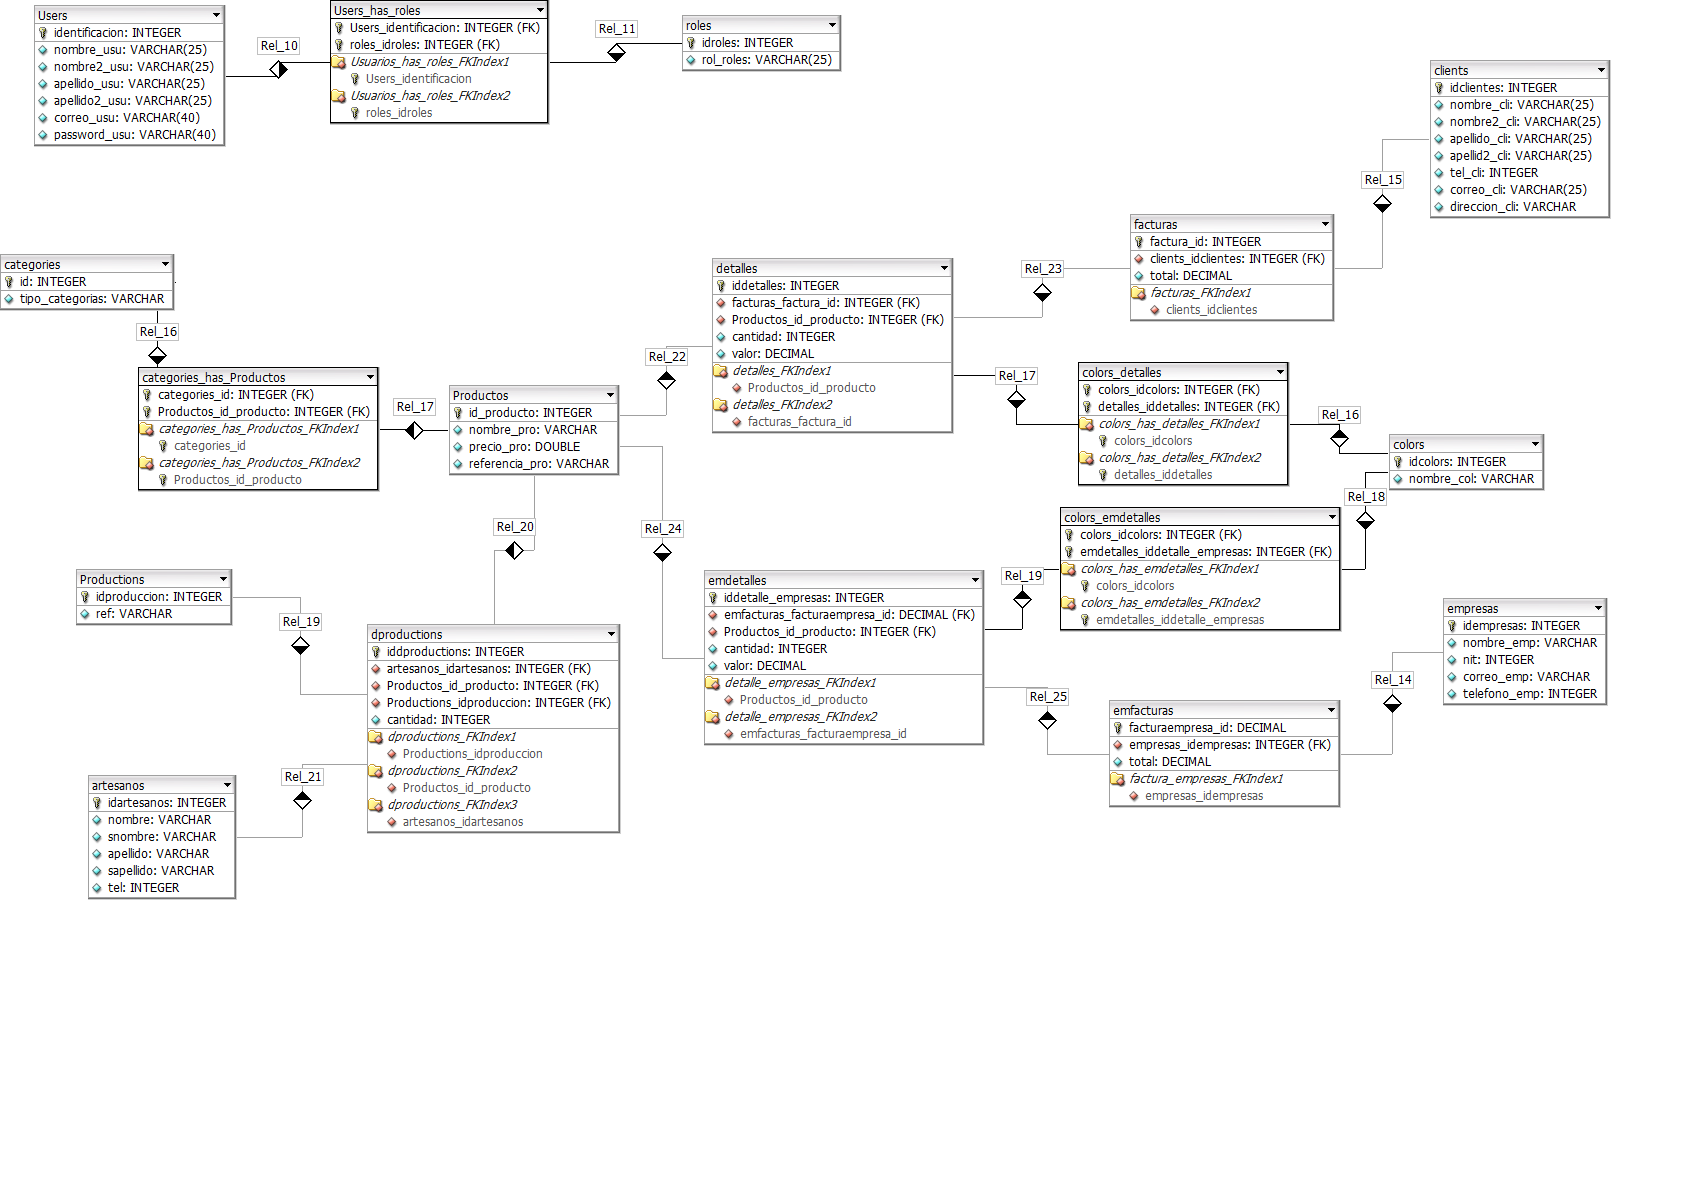 Users
identificacion: INTEGER
nombre_usu: VARCHAR(25)
nombre2_usu: VARCHAR(25)
apellido_usu: VARCHAR(25)
apellido2_usu: VARCHAR(25)
correo_usu: VARCHAR(40)
password_usu: VARCHAR(40)
Rel_10
Users_has_roles
Users_identificacion: INTEGER (FK)
roles_idroles: INTEGER (FK)
Usuarios_has_roles_FKIndex1
Users_identificacion
Usuarios_has_roles_FKIndex2
roles_idroles
Rel_11
roles
idroles: INTEGER
rol_roles: VARCHAR(25)
clients
idclientes: INTEGER
nombre_cli: VARCHAR(25)
nombre2_cli: VARCHAR(25)
apellido_cli: VARCHAR(25)
apellid2_cli: VARCHAR(25)
tel_cli: INTEGER
correo_cli: VARCHAR(25)
direccion_cli: VARCHAR
Rel_15
facturas
factura_id: INTEGER
clients_idclientes: INTEGER (FK)
total: DECIMAL
facturas_FKIndex1
clients_idclientes
Rel_23
categories
id: INTEGER
tipo_categorias: VARCHAR
Rel_16
categories_has_Productos
categories_id: INTEGER (FK)
Productos_id_producto: INTEGER (FK)
categories_has_Productos_FKIndex1
categories_id
categories_has_Productos_FKIndex2
Productos_id_producto
Rel_17
Productos
id_producto: INTEGER
nombre_pro: VARCHAR
precio_pro: DOUBLE
referencia_pro: VARCHAR
Rel_22
detalles
iddetalles: INTEGER
facturas_factura_id: INTEGER (FK)
Productos_id_producto: INTEGER (FK)
cantidad: INTEGER
valor: DECIMAL
detalles_FKIndex1
Productos_id_producto
detalles_FKIndex2
facturas_factura_id
Rel_17
colors_detalles
colors_idcolors: INTEGER (FK)
detalles_iddetalles: INTEGER (FK)
colors_has_detalles_FKIndex1
colors_idcolors
colors_has_detalles_FKIndex2
detalles_iddetalles
Rel_16
colors
idcolors: INTEGER
nombre_col: VARCHAR
Rel_18
colors_emdetalles
colors_idcolors: INTEGER (FK)
emdetalles_iddetalle_empresas: INTEGER (FK)
colors_has_emdetalles_FKIndex1
colors_idcolors
colors_has_emdetalles_FKIndex2
emdetalles_iddetalle_empresas
Rel_20
Rel_24
Rel_19
Productions
idproduccion: INTEGER
ref: VARCHAR
Rel_19
dproductions
iddproductions: INTEGER
artesanos_idartesanos: INTEGER (FK)
Productos_id_producto: INTEGER (FK)
Productions_idproduccion: INTEGER (FK)
cantidad: INTEGER
dproductions_FKIndex1
Productions_idproduccion
dproductions_FKIndex2
Productos_id_producto
dproductions_FKIndex3
artesanos_idartesanos
emdetalles
iddetalle_empresas: INTEGER
emfacturas_facturaempresa_id: DECIMAL (FK)
Productos_id_producto: INTEGER (FK)
cantidad: INTEGER
valor: DECIMAL
detalle_empresas_FKIndex1
Productos_id_producto
detalle_empresas_FKIndex2
emfacturas_facturaempresa_id
empresas
idempresas: INTEGER
nombre_emp: VARCHAR
nit: INTEGER
correo_emp: VARCHAR
telefono_emp: INTEGER
Rel_14
Rel_25
emfacturas
facturaempresa_id: DECIMAL
empresas_idempresas: INTEGER (FK)
total: DECIMAL
factura_empresas_FKIndex1
empresas_idempresas
Rel_21
artesanos
idartesanos: INTEGER
nombre: VARCHAR
snombre: VARCHAR
apellido: VARCHAR
sapellido: VARCHAR
tel: INTEGER